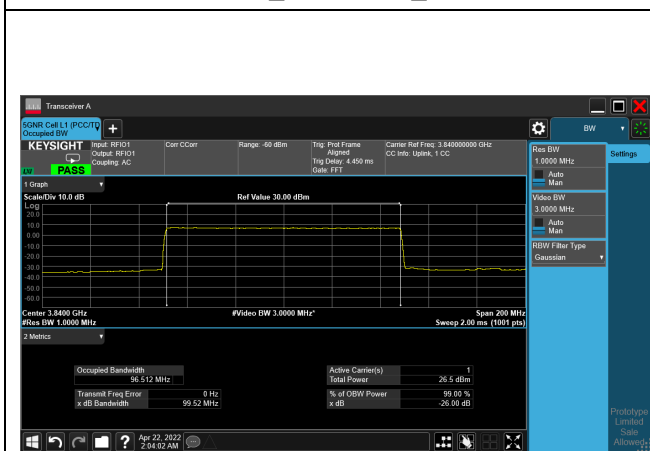 Transceiver A
5GNR Cell L1 (PCC/TD
Occupied BW
BW
KEYSIGHT
LVI
PASS
Input: RFIO1
Output: RFIO1
Coupling: AC
Corr CCorr
Range: -60 dBm
Trig: Prot Frame
Aligned
Trig Delay: 4.450 ms
Gate: FFT
Carrier Ref Freq: 3.840000000 GHz
CC Info: Uplink, 1 CC
1 Graph
Scale/Div 10.0 dB
Ref Value 30.00 dBm
Log
20.0
10.0
0.00
-10.0
-20.0
-30.0
-40.0
-50.0
-60.0
Center 3.8400 GHz
#Video BW 3.0000 MHz*
Span 200 MHz
#Res BW 1.0000 MHz
Sweep 2.00 ms (1001 pts)
2 Metrics
Occupied Bandwidth
96.512 MHz
Active Carrier(s) 1
Total Power 26.5 dBm
Transmit Freq Error 0 Hz
x dB Bandwidth 99.52 MHz
% of OBW Power 99.00 %
x dB -26.00 dB
Res BW
1.0000 MHz
Auto
Man
Video BW
3.0000 MHz
Auto
Man
RBW Filter Type
Gaussian
Settings
Prototype
Limited
Sale
Allowed
?
Apr 22, 2022
2:04:02 AM